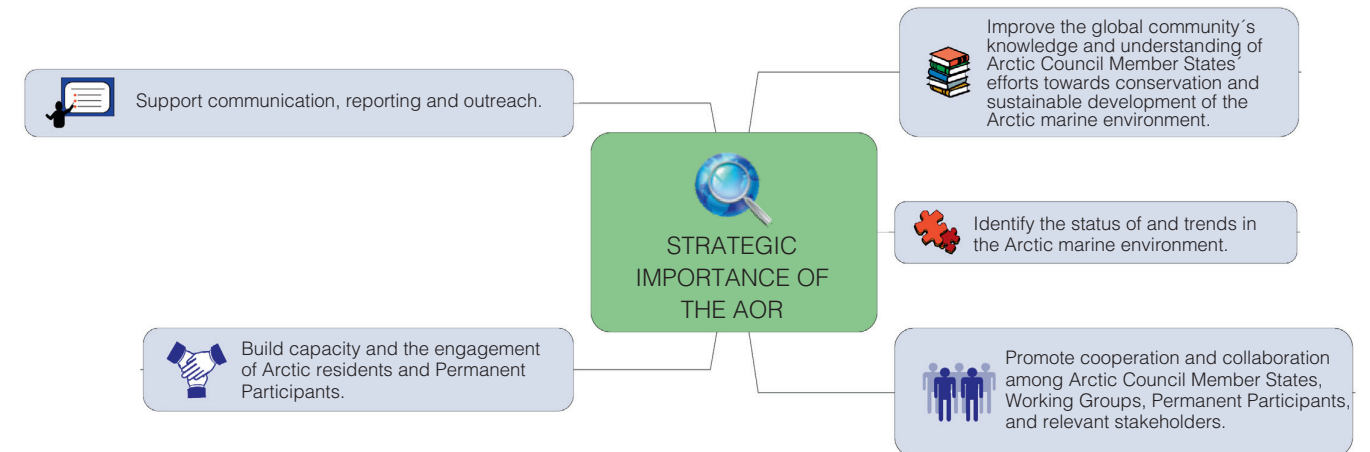 Support communication, reporting and outreach.
Improve the global community´s
knowledge and understanding of
Arctic Council Member States´
efforts towards conservation and
sustainable development of the
Arctic marine environment.
STRATEGIC
IMPORTANCE OF
THE AOR
Identify the status of and trends in
the Arctic marine environment.
Build capacity and the engagement
of Arctic residents and Permanent
Participants.
Promote cooperation and collaboration
among Arctic Council Member States,
Working Groups, Permanent Participants,
and relevant stakeholders.